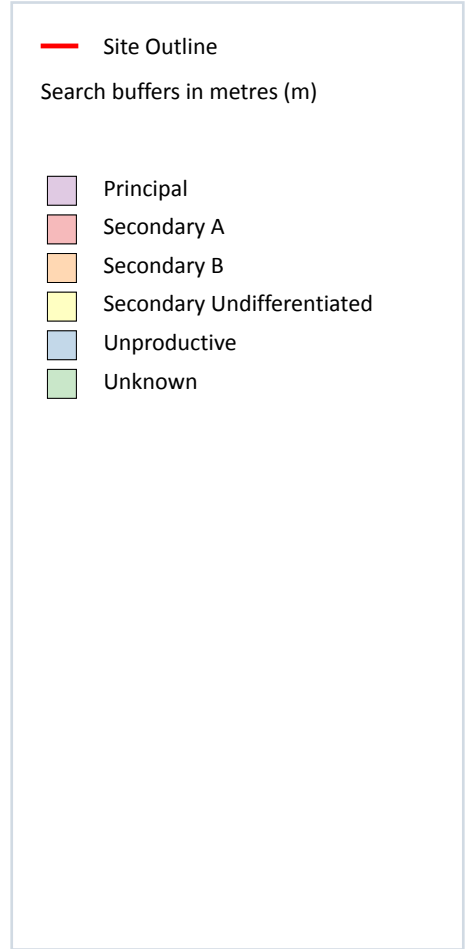 Site Outline
Search buffers in metres (m)
Principal
Secondary A
Secondary B
Secondary Undifferentiated
Unproductive
Unknown